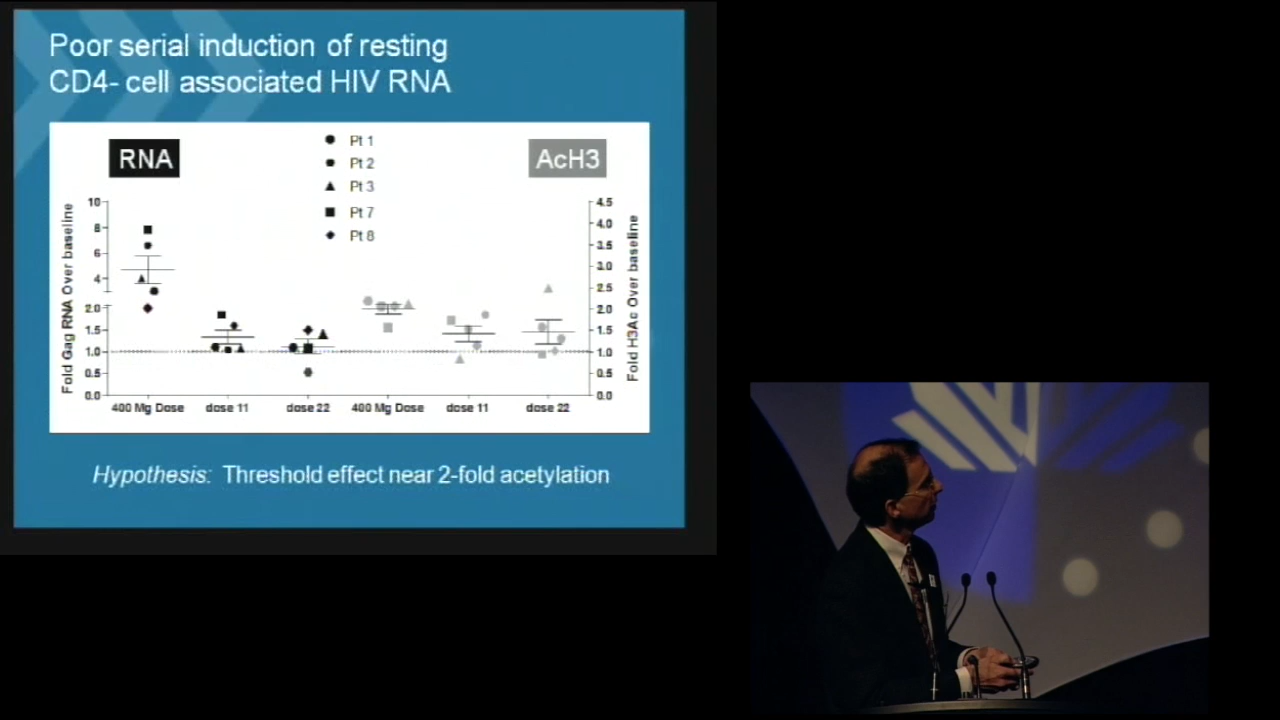 Poor serial induction of resting
CD4- cell associated HIV RNA
RNA
AcH3
Pt 1
Pt 2
Pt 3
Pt 7
Pt 8
Fold Gag RNA Over baseline
10
8
6
4
2.0
1.5
1.0
0.5
0.0
4.5
4.0
3.5
3.0
2.5
2.0
1.5
1.0
0.5
0.0
Fold H3Ac Over baseline
400 Mg Dose dose 11 dose 22 400 Mg Dose dose 11 dose 22
Hypothesis: Threshold effect near 2-fold acetylation